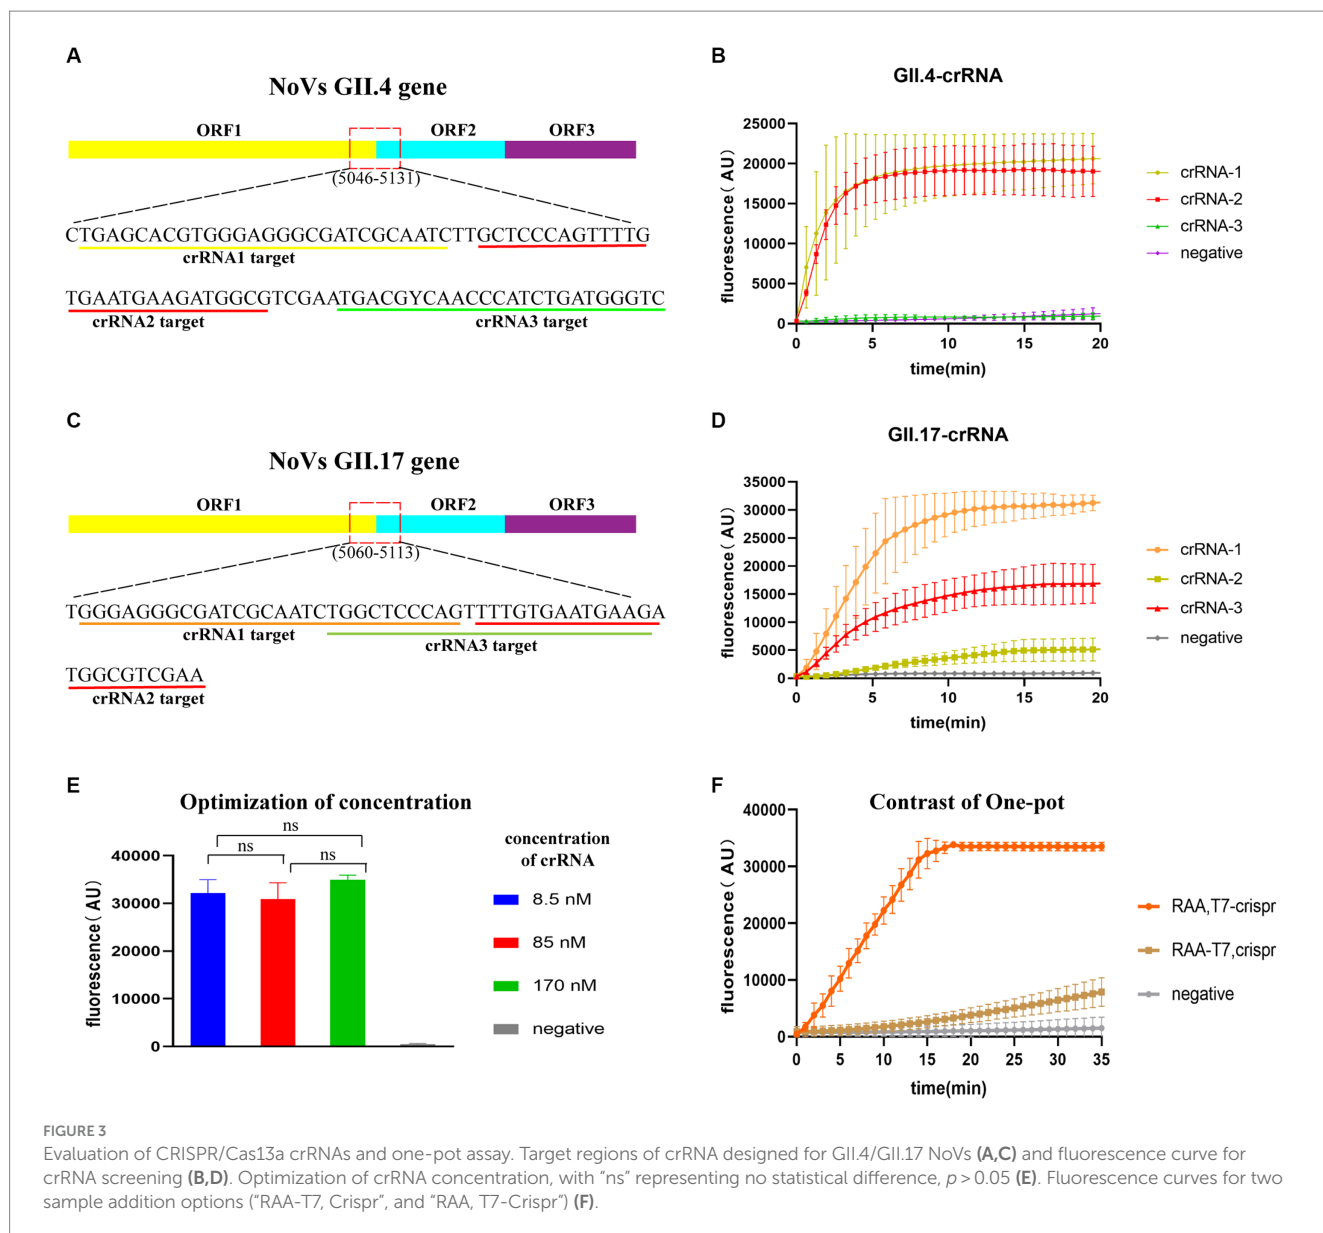 A
NoVs GII.4 gene
ORF1
ORF2
ORF3
(5046-5131)
CTGAGCACGTGGGAGGGCGATCGCAATCTTGGCTCCCAGTTTTG
crRNA1 target
TGAATGAAGATGGCGTCGAATGACGYCAACCCATCTGATGGGTC
crRNA2 target
crRNA3 target
B
GII.4-crRNA
fluorescence( AU)
25000
20000
15000
10000
5000
0
0 5 10 15 20
time(min)
crRNA-1
crRNA-2
crRNA-3
negative
C
NoVs GII.17 gene
ORF1
ORF2
ORF3
(5060-5113)
TGGGAGGGCGATCGCAATCTGGCTCCCAGTTTTGTGAATGAAGA
crRNA1 target
crRNA3 target
TGGCGTCGAA
crRNA2 target
D
GII.17-crRNA
fluorescence( AU)
35000
30000
25000
20000
15000
10000
5000
0
0 5 10 15 20
time(min)
crRNA-1
crRNA-2
crRNA-3
negative
E
Optimization of concentration
ns
ns
ns
fluorescence( AU)
40000
30000
20000
10000
0
concentration
of crRNA
8.5 nM
85 nM
170 nM
negative
F
Contrast of One-pot
fluorescence( AU)
40000
30000
20000
10000
0
0 5 10 15 20 25 30 35
time(min)
RAA,T7-crispr
RAA-T7,crispr
negative
FIGURE 3
Evaluation of CRISPR/Cas13a crRNAs and one-pot assay. Target regions of crRNA designed for GII.4/GII.17 NoVs (A,C) and fluorescence curve for
crRNA screening (B,D). Optimization of crRNA concentration, with "ns" representing no statistical difference, p > 0.05 (E). Fluorescence curves for two
sample addition options ("RAA-T7, Crispr", and "RAA, T7-Crispr") (F).